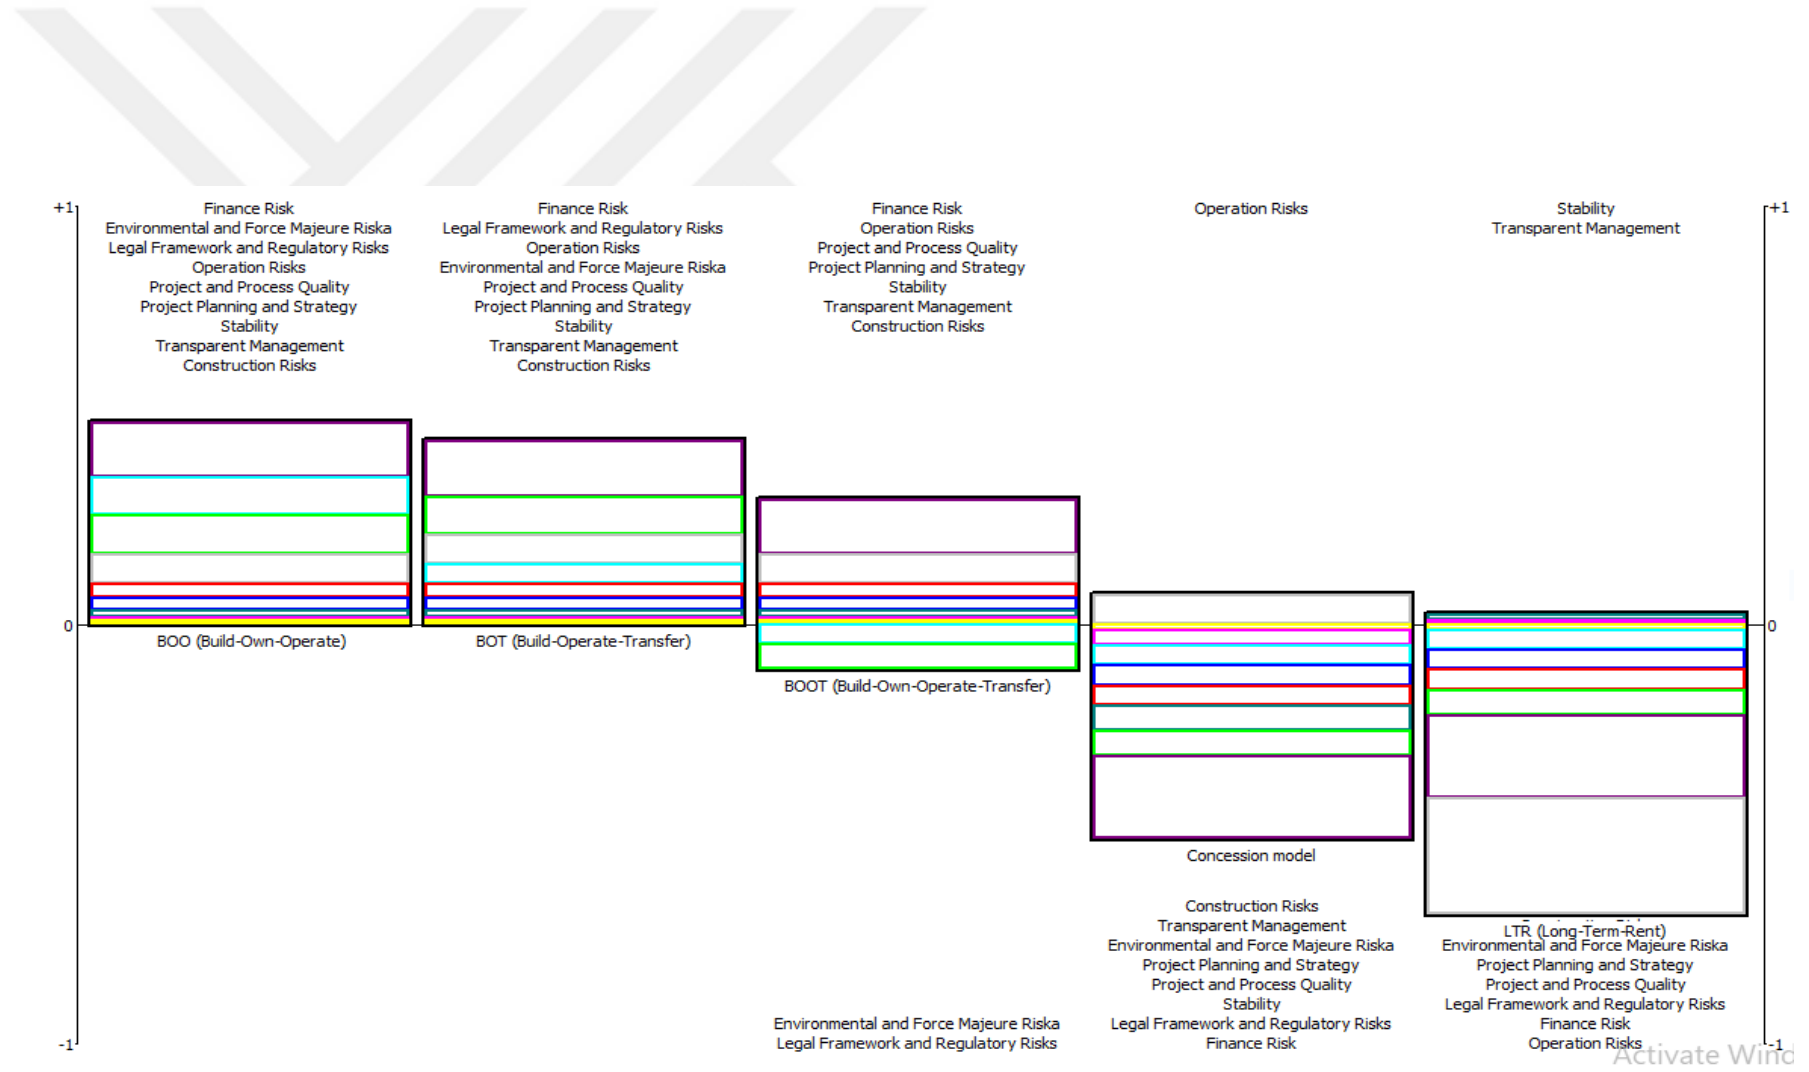 +1
Finance Risk
Environmental and Force Majeure Riska
Legal Framework and Regulatory Risks
Operation Risks
Project and Process Quality
Project Planning and Strategy
Stability
Transparent Management
Construction Risks
Finance Risk
Legal Framework and Regulatory Risks
Operation Risks
Environmental and Force Majeure Riska
Project and Process Quality
Project Planning and Strategy
Stability
Transparent Management
Construction Risks
Finance Risk
Operation Risks
Project and Process Quality
Project Planning and Strategy
Stability
Transparent Management
Construction Risks
Operation Risks
Stability
Transparent Management
+1
0
BOO (Build-Own-Operate)
BOT (Build-Operate-Transfer)
BOOT (Build-Own-Operate-Transfer)
0
Concession model
LTR (Long-Term-Rent)
Environmental and Force Majeure Riska
Legal Framework and Regulatory Risks
Construction Risks
Transparent Management
Environmental and Force Majeure Riska
Project Planning and Strategy
Project and Process Quality
Stability
Legal Framework and Regulatory Risks
Finance Risk
Environmental and Force Majeure Riska
Project Planning and Strategy
Project and Process Quality
Legal Framework and Regulatory Risks
Finance Risk
Operation Risks
-1
-1
Activate Wind